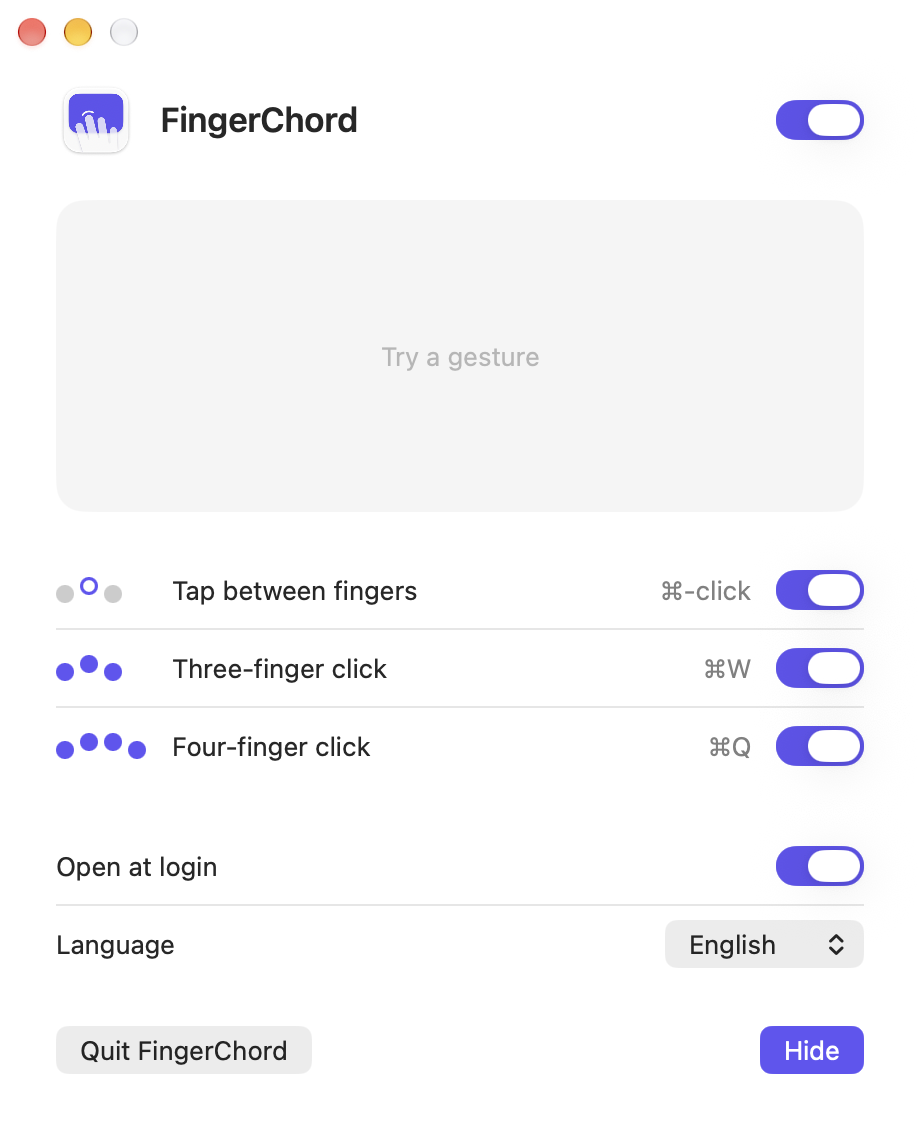 FingerChord
Try a gesture
Tap between fingers ⌘-click
Three-finger click ⌘W
Four-finger click ⌘Q
Open at login
Language English
Quit FingerChord Hide